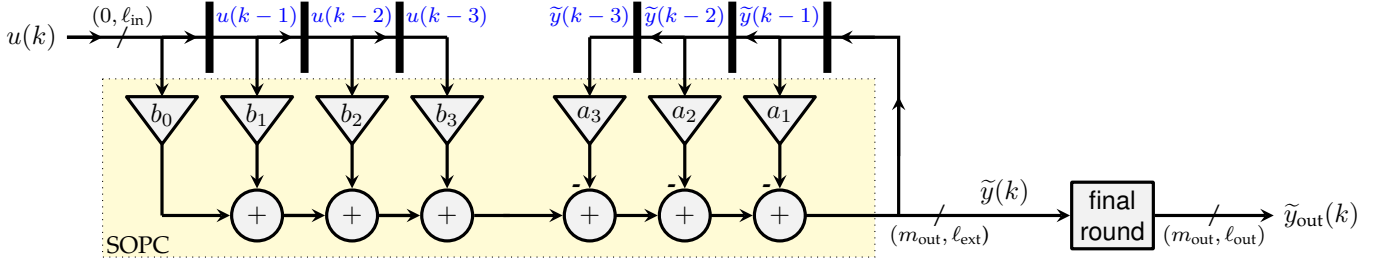 u(k) (0, ℓin) u(k − 1) u(k − 2) u(k − 3) ỹ(k − 3) ỹ(k − 2) ỹ(k − 1)
b0 b1 b2 b3 a3 a2 a1
- - -
+ + + + + + ỹ(k) final round ỹout(k)
SOPC (mout, ℓext) (mout, ℓout)